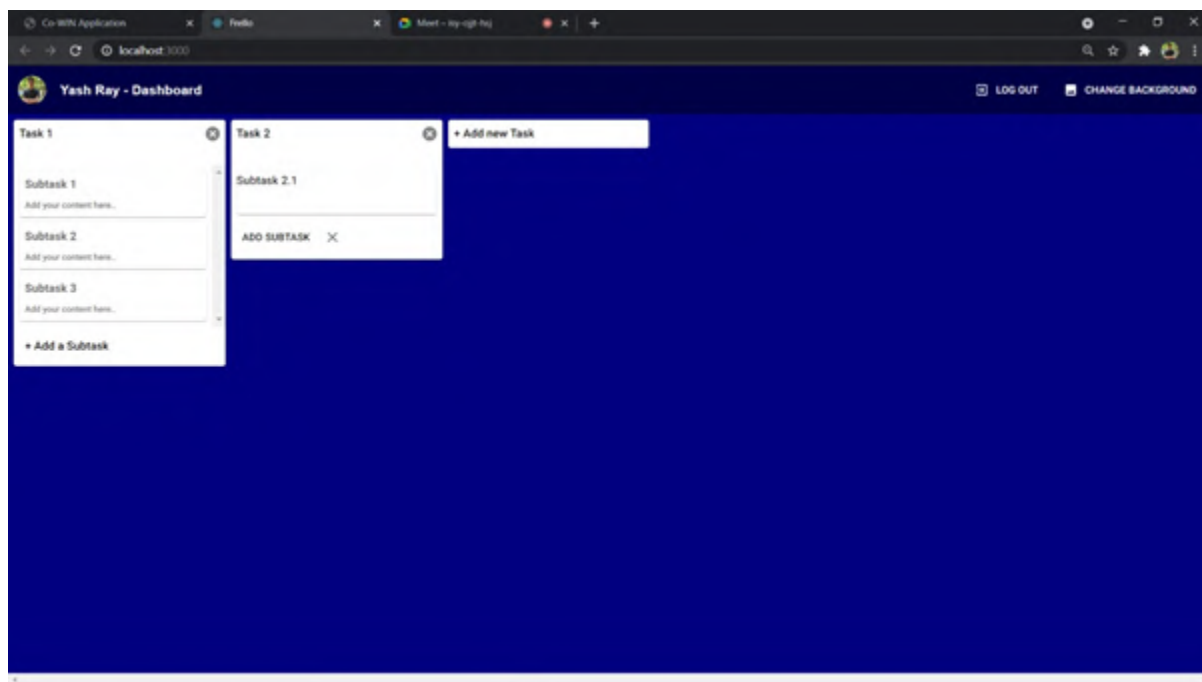 Co-WIN Application
Frello
localhost:3000
Yash Ray - Dashboard
LOG OUT
CHANGE BACKGROUND
Task 1
Subtask 1
Add your content here..
Subtask 2
Add your content here..
Subtask 3
Add your content here..
+ Add a Subtask
Task 2
Subtask 2.1
ADD SUBTASK
+ Add new Task